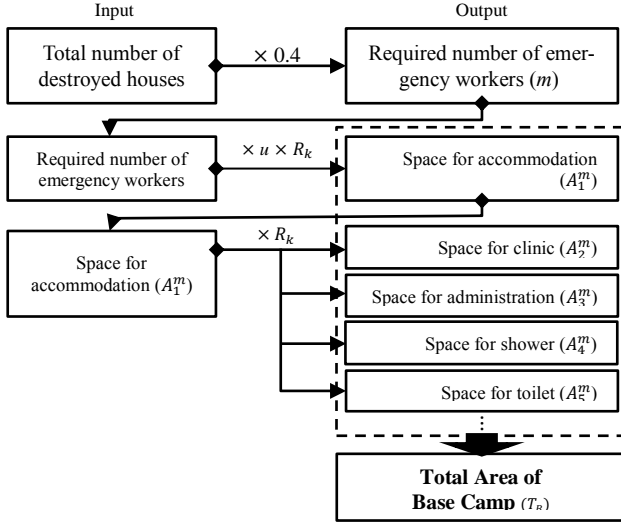 Input
Output
Total number of
destroyed houses
× 0.4
Required number of emer-
gency workers (m)
Required number of
emergency workers
× u × R_k
Space for accommodation
(A_1^m)
Space for
accommodation (A_1^m)
× R_k
Space for clinic (A_2^m)
Space for administration (A_3^m)
Space for shower (A_4^m)
Space for toilet (A_5^m)
Total Area of
Base Camp (T_B)